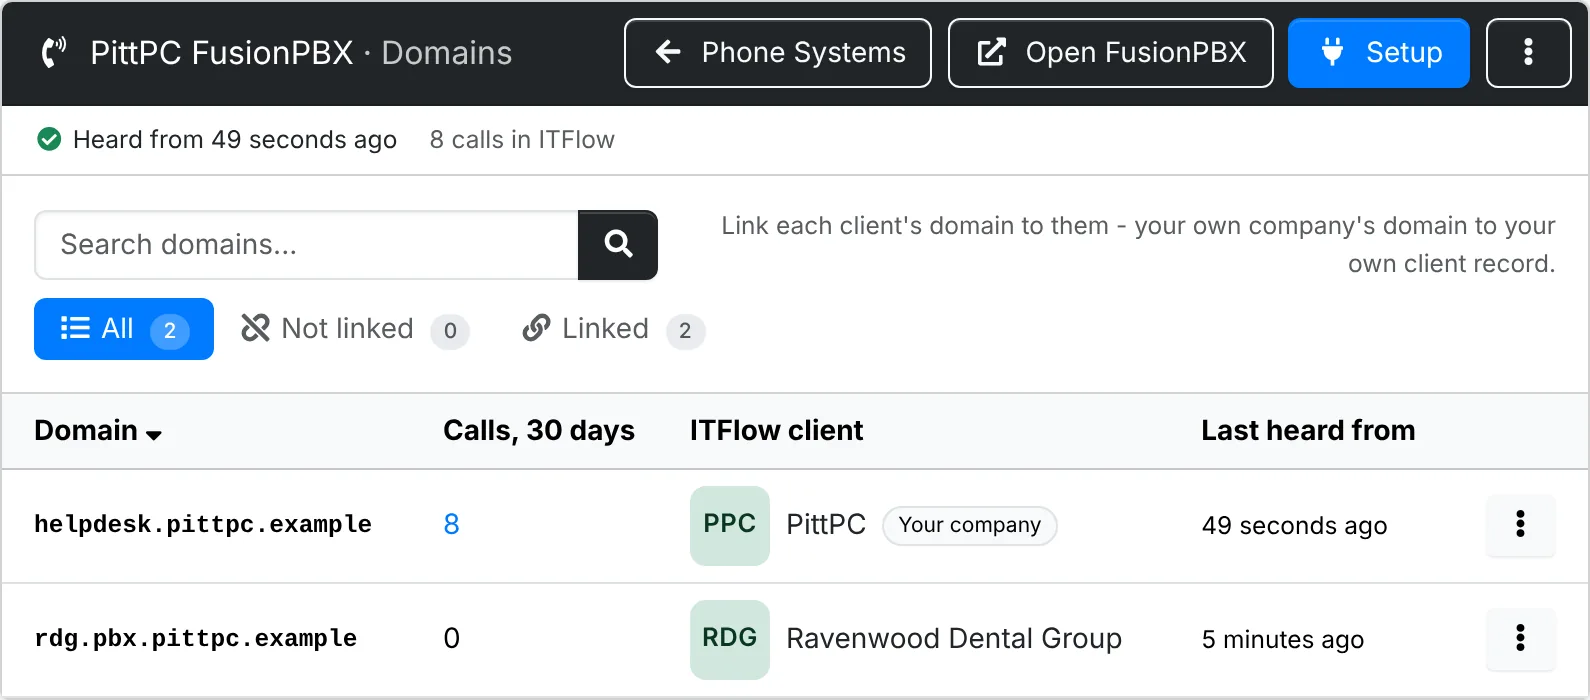 PittPC FusionPBX · Domains
Phone Systems
Open FusionPBX
Setup
Heard from 49 seconds ago
8 calls in ITFlow
Search domains...
Link each client's domain to them - your own company's domain to your
own client record.
All 2
Not linked 0
Linked 2
Domain
Calls, 30 days
ITFlow client
Last heard from
helpdesk.pittpc.example
8
PPC
PittPC
Your company
49 seconds ago
rdg.pbx.pittpc.example
0
RDG
Ravenwood Dental Group
5 minutes ago